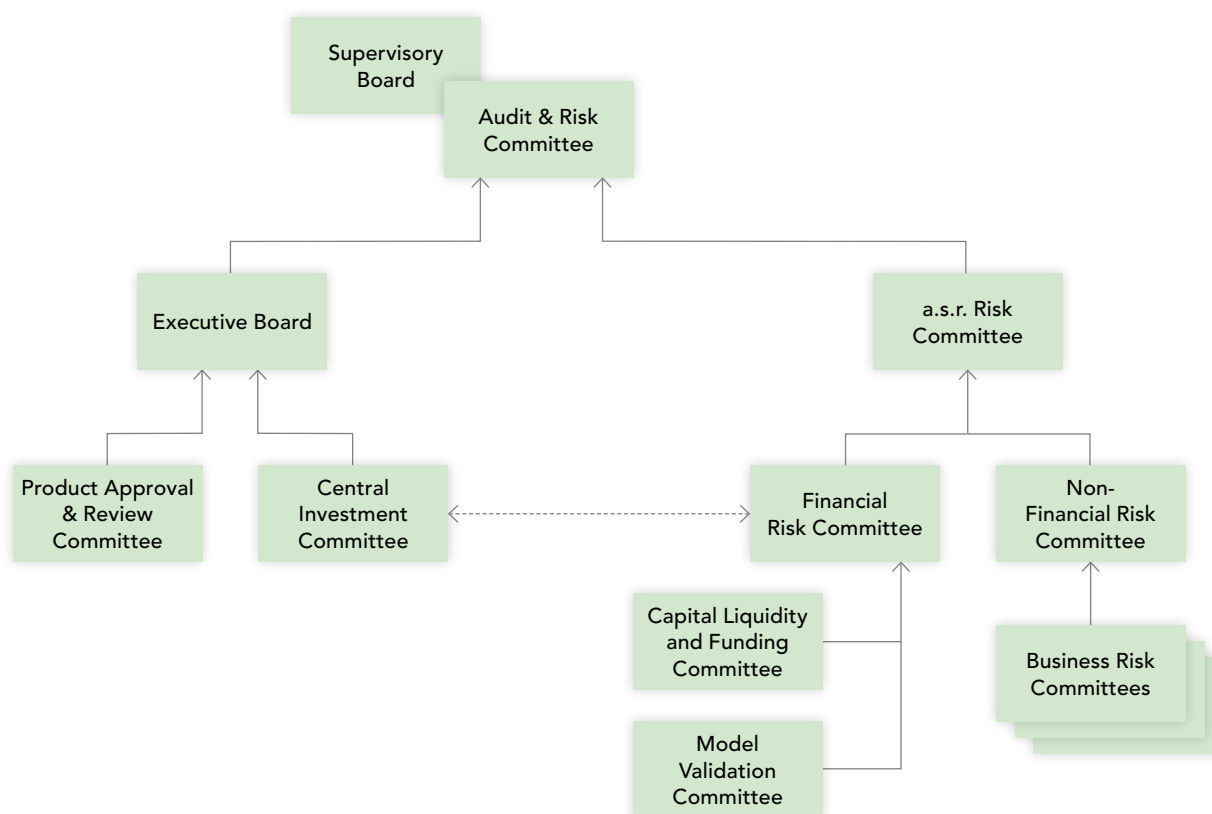 Supervisory
Board
Audit & Risk
Committee
Executive Board
a.s.r. Risk
Committee
Product Approval
& Review
Committee
Central
Investment
Committee
Financial
Risk Committee
Non-
Financial Risk
Committee
Capital Liquidity
and Funding
Committee
Business Risk
Committees
Model
Validation
Committee